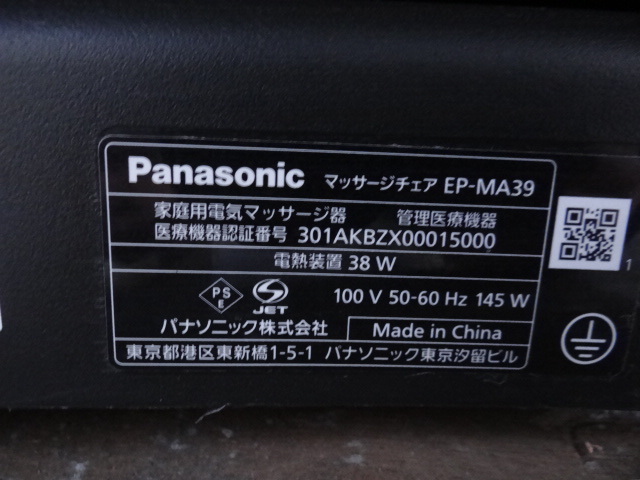 Panasonic マッサージチェア EP-MA39
家庭用電気マッサージ器 管理医療機器
医療機器認証番号 301AKBZX00015000
電熱装置 38 W
PS E JET 100 V 50-60 Hz 145 W
パナソニック株式会社 Made in China
東京都港区東新橋1-5-1 パナソニック東京汐留ビル
1